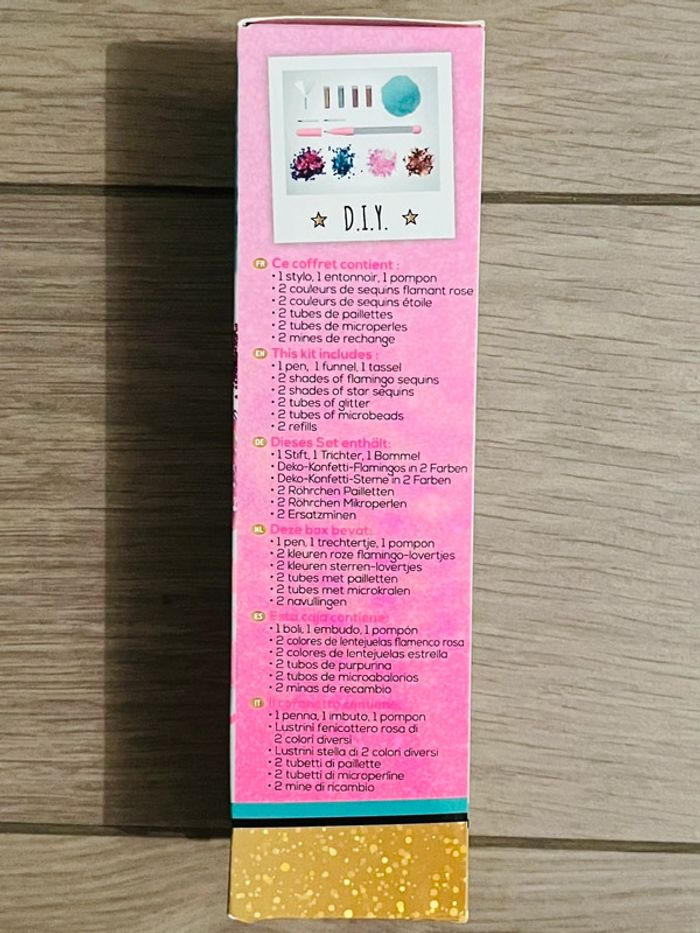 D.I.Y.
FR Ce coffret contient :
• 1 stylo, 1 entonnoir, 1 pompon
• 2 couleurs de sequins flamant rose
• 2 couleurs de sequins étoile
• 2 tubes de paillettes
• 2 tubes de microperles
• 2 mines de rechange
EN This kit includes :
• 1 pen, 1 funnel, 1 tassel
• 2 shades of flamingo sequins
• 2 shades of star sequins
• 2 tubes of glitter
• 2 tubes of microbeads
• 2 refills
DE Dieses Set enthält:
• 1 Stift, 1 Trichter, 1 Bommel
• Deko-Konfetti-Flamingos in 2 Farben
• Deko-Konfetti-Sterne in 2 Farben
• 2 Röhrchen Pailletten
• 2 Röhrchen Mikroperlen
• 2 Ersatzminen
NL Deze box bevat:
• 1 pen, 1 trechtertje, 1 pompon
• 2 kleuren roze flamingo-lovertjes
• 2 kleuren sterren-lovertjes
• 2 tubes met pailletten
• 2 tubes met microkralen
• 2 navullingen
ES Esta caja contiene:
• 1 boli, 1 embudo, 1 pompón
• 2 colores de lentejuelas flamenco rosa
• 2 colores de lentejuelas estrella
• 2 tubos de purpurina
• 2 tubos de microabalorios
• 2 minas de recambio
IT Il cofanetto contiene:
• 1 penna, 1 imbuto, 1 pompon
• Lustrini fenicottero rosa di
2 colori diversi
• Lustrini stella di 2 colori diversi
• 2 tubetti di paillette
• 2 tubetti di microperline
• 2 mine di ricambio